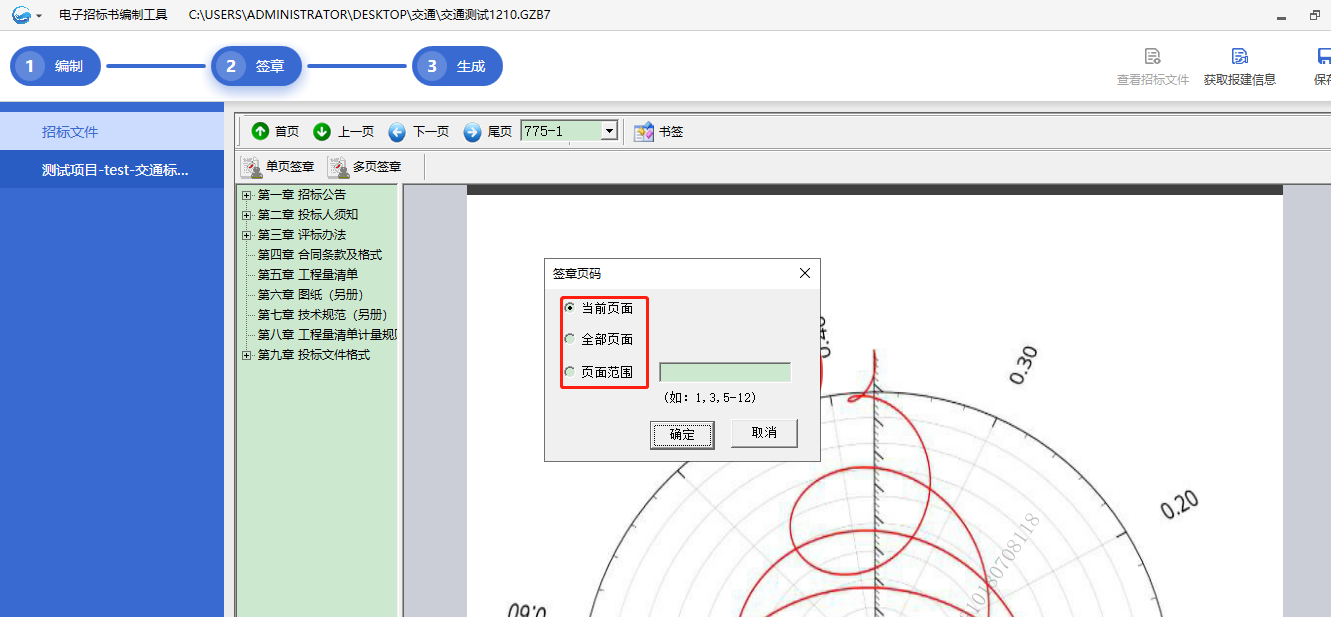 电子招标书编制工具 C:\USERS\ADMINISTRATOR\DESKTOP\交通\交通测试1210.GZB7
1 编制
2 签章
3 生成
查看招标文件
获取报建信息
招标文件
测试项目-test-交通标...
首页
上一页
下一页
尾页
775-1
书签
单页签章
多页签章
第一章 招标公告
第二章 投标人须知
第三章 评标办法
第四章 合同条款及格式
第五章 工程量清单
第六章 图纸（另册）
第七章 技术规范（另册）
第八章 工程量清单计量规
第九章 投标文件格式
签章页码
当前页面
全部页面
页面范围
(如: 1,3,5-12)
确定
取消
0.30
0.20
0.60